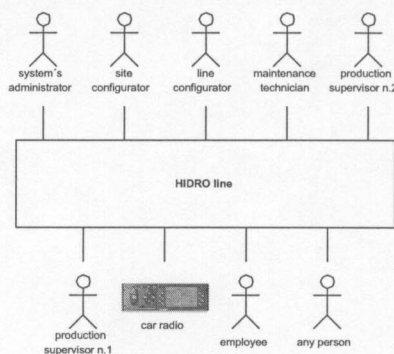 system´s
administrator
site
configurator
line
configurator
maintenance
technician
production
supervisor n.2
HIDRO line
production
supervisor n.1
car radio
employee
any person